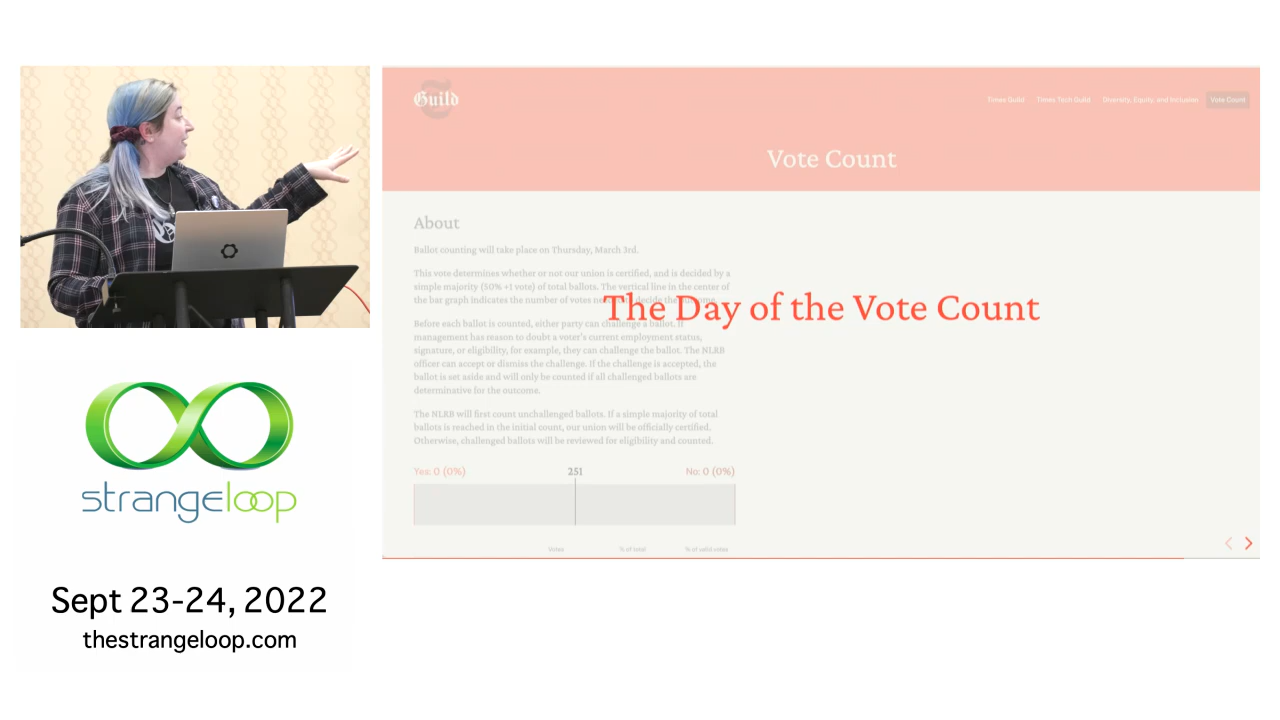 Guild
Times Guild Times Tech Guild Diversity, Equity, and Inclusion Vote Count
Vote Count
About
Ballot counting will take place on Thursday, March 3rd.
This vote determines whether or not our union is certified, and is decided by a
simple majority (50% +1 vote) of total ballots. The vertical line in the center of
the bar graph indicates the number of votes decide the
The Day of the Vote Count
Before each ballot is counted, either party can challenge a ballot. If
management has reason to doubt a voter's current employment status,
signature, or eligibility, for example, they can challenge the ballot. The NLRB
officer can accept or dismiss the challenge. If the challenge is accepted, the
ballot is set aside and will only be counted if all challenged ballots are
determinative for the outcome.
The NLRB will first count unchallenged ballots. If a simple majority of total
ballots is reached in the initial count, our union will be officially certified.
Otherwise, challenged ballots will be reviewed for eligibility and counted.
Yes: 0 (0%) 251 No: 0 (0%)
Votes % of total % of valid votes
strangeloop
Sept 23-24, 2022
thestrangeloop.com